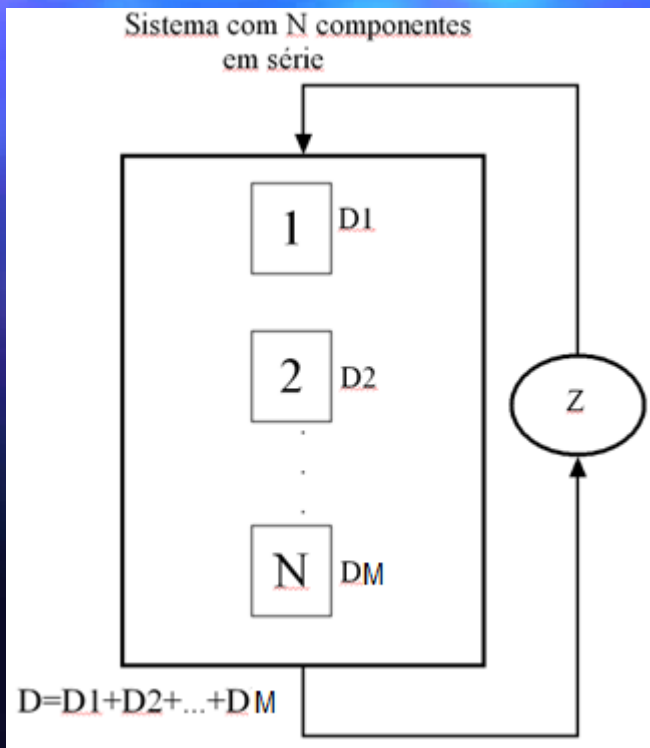 Sistema com N componentes
em série
1 D1
2 D2
.
.
.
N DM
Z
D=D1+D2+...+DM